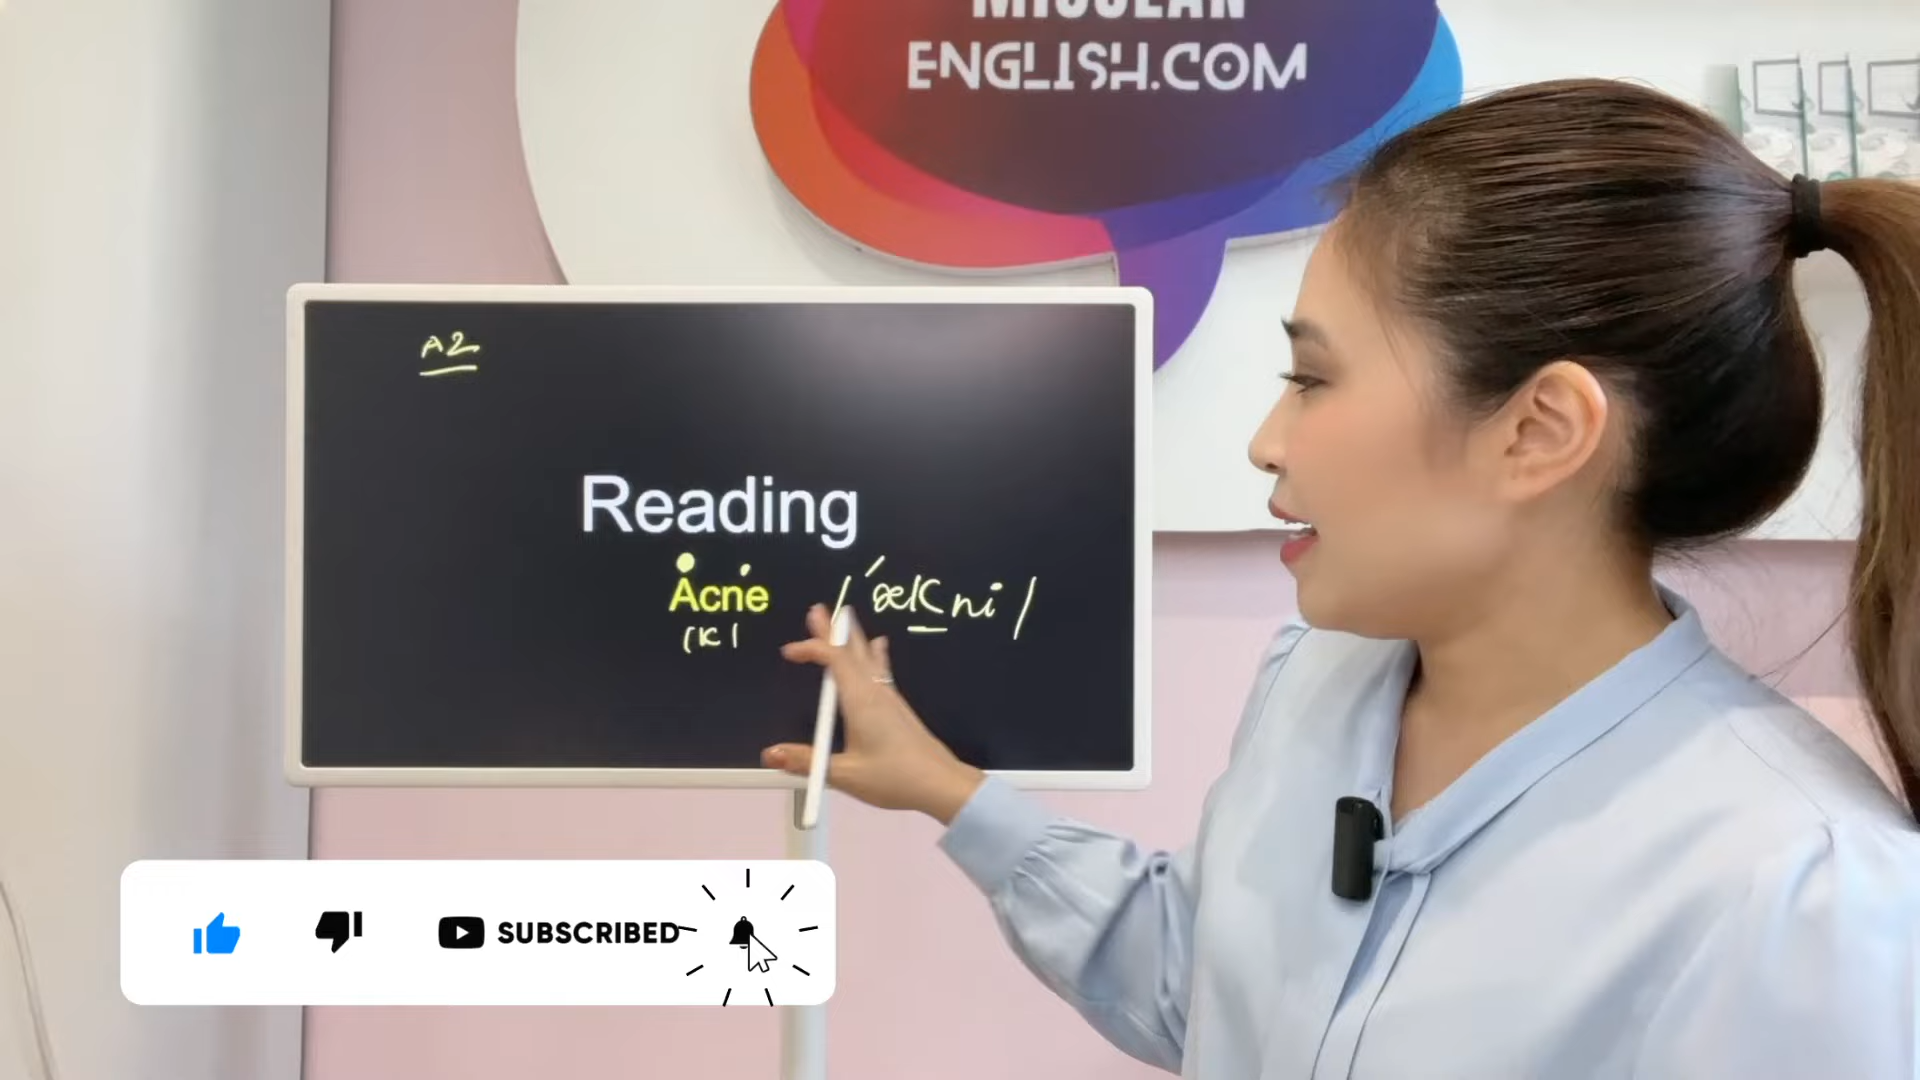 ENGLISH.COM
A2
Reading
Acne /ˈækni/
(K)
SUBSCRIBED